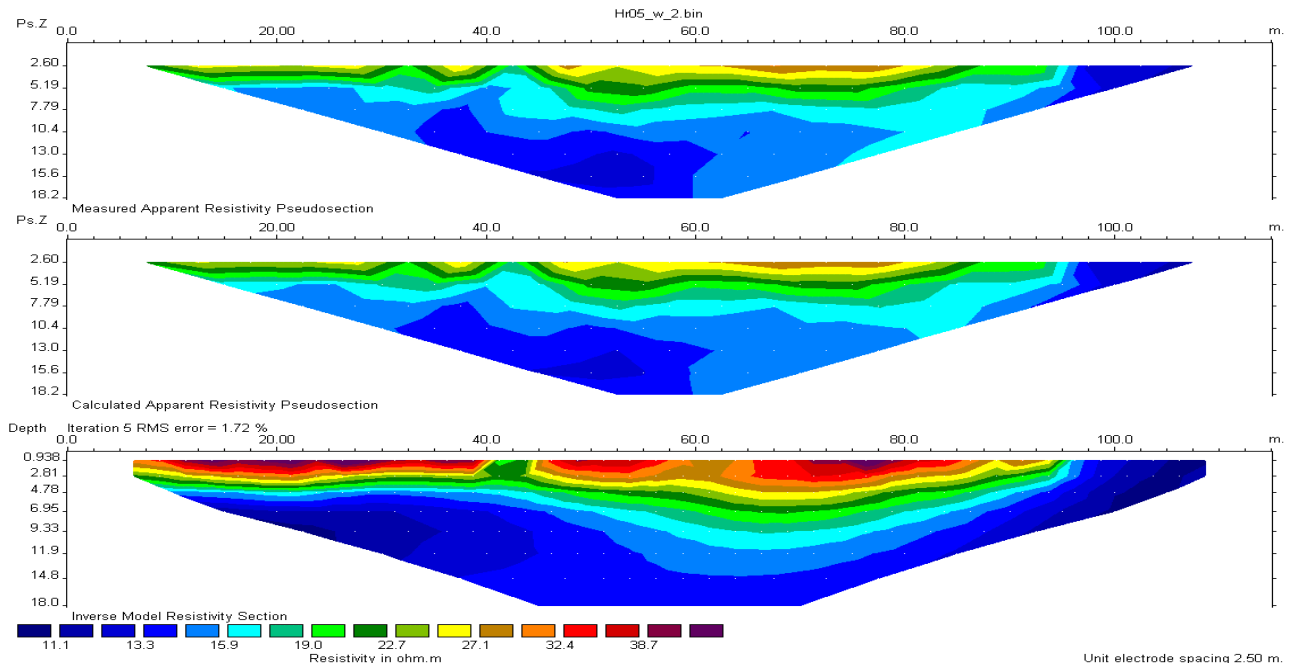 Hr05_w_2.bin
Ps.Z 0.0 20.00 40.0 60.0 80.0 100.0 m.
2.60
5.19
7.79
10.4
13.0
15.6
18.2
Measured Apparent Resistivity Pseudosection
Ps.Z 0.0 20.00 40.0 60.0 80.0 100.0 m.
2.60
5.19
7.79
10.4
13.0
15.6
18.2
Calculated Apparent Resistivity Pseudosection
Depth Iteration 5 RMS error = 1.72 %
0.0 20.00 40.0 60.0 80.0 100.0 m.
0.938
2.81
4.78
6.95
9.33
11.9
14.8
18.0
Inverse Model Resistivity Section
11.1 13.3 15.9 19.0 22.7 27.1 32.4 38.7
Resistivity in ohm.m Unit electrode spacing 2.50 m.